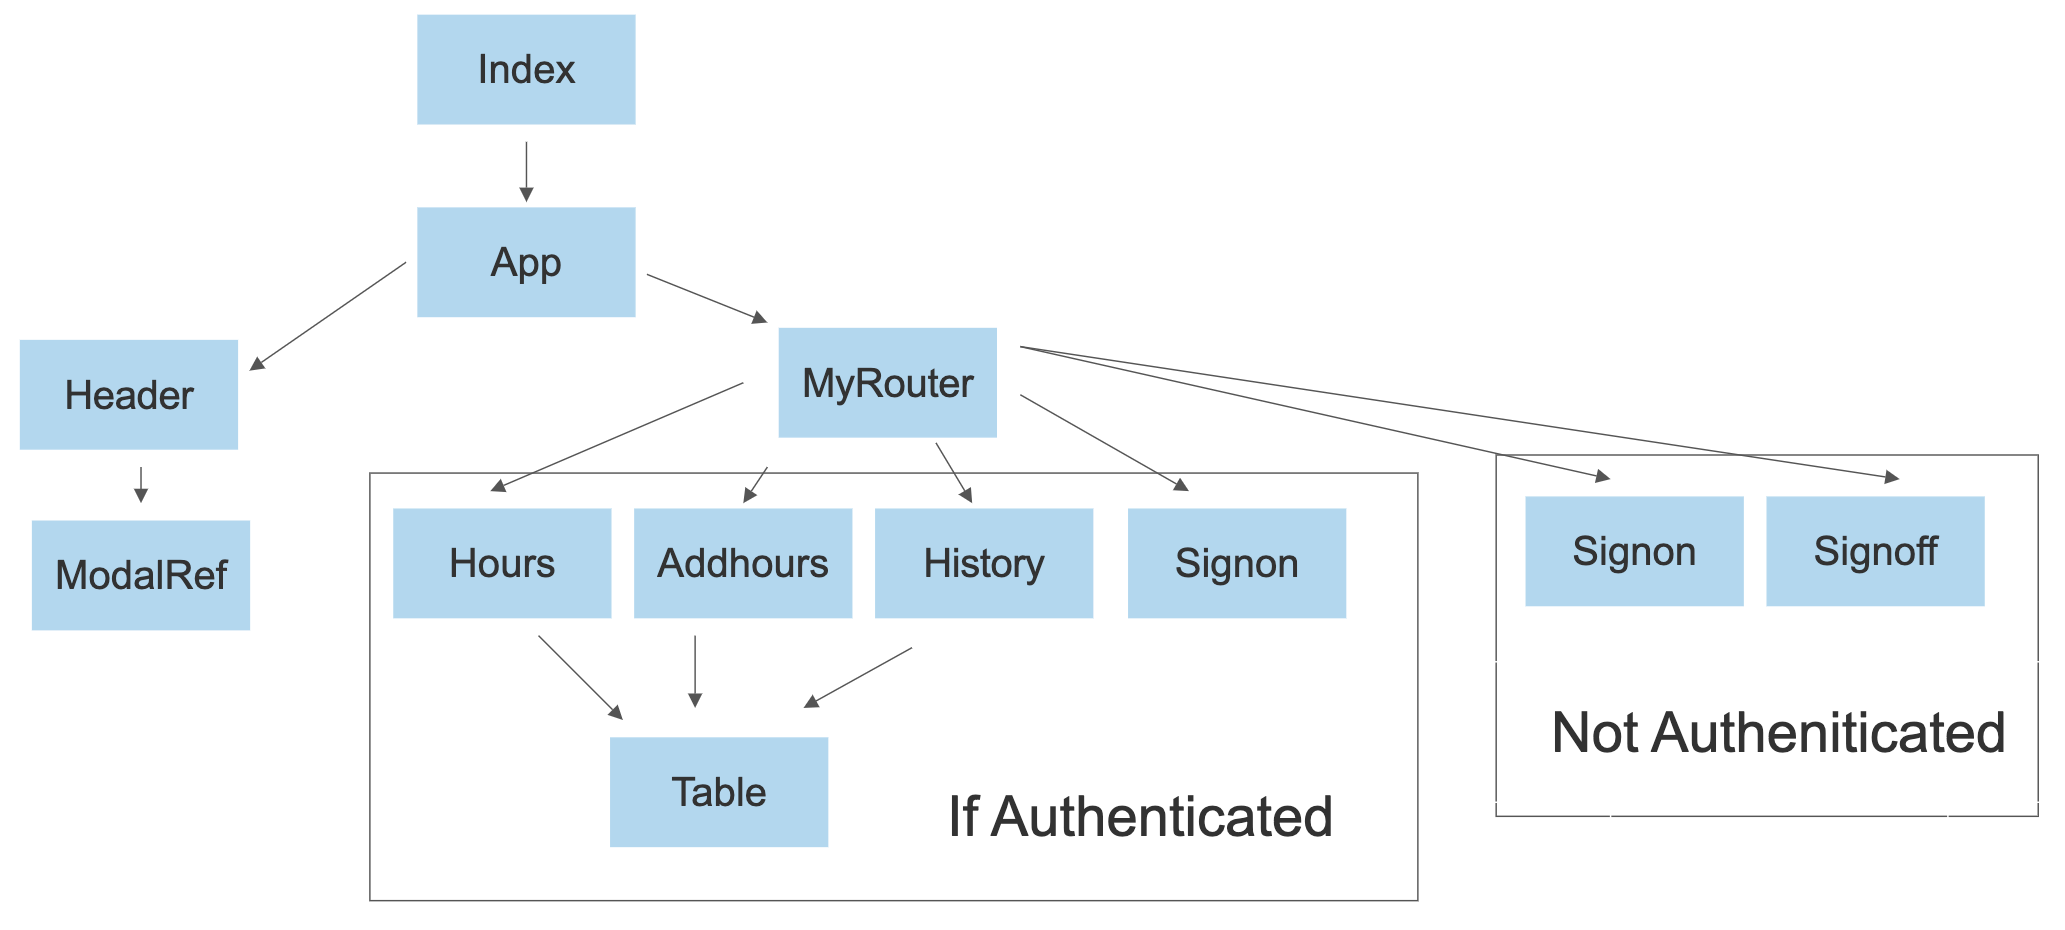 Index
App
Header
MyRouter
ModalRef
Hours
Addhours
History
Signon
Signon
Signoff
Table
If Authenticated
Not Autheniticated